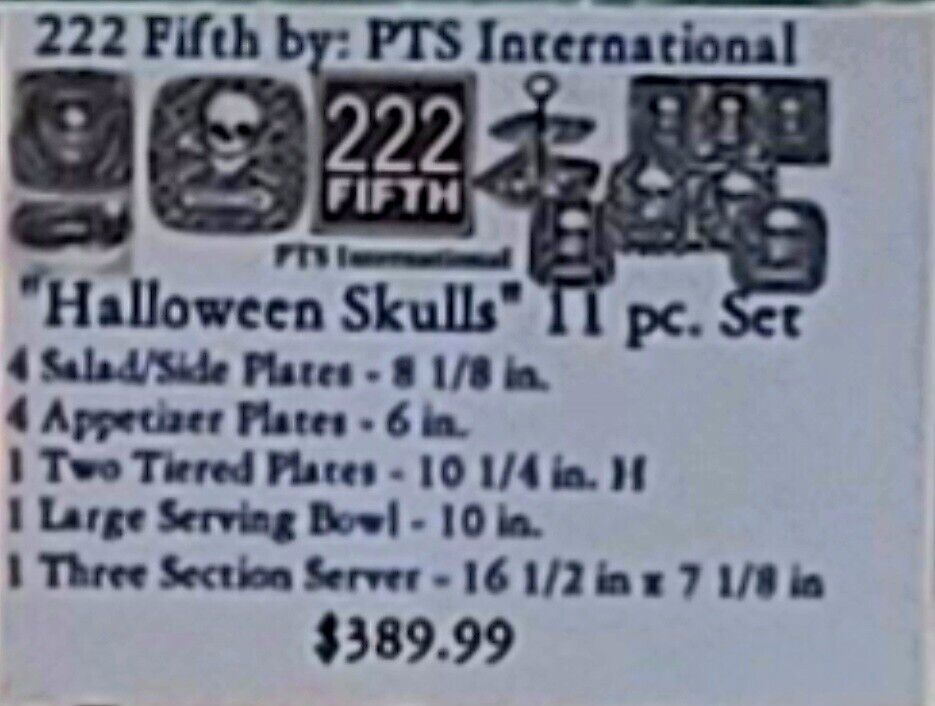 222 Fifth by: PTS International
222
FIFTH
PTS International
"Halloween Skulls" 11 pc. Set
4 Salad/Side Plates - 8 1/8 in.
4 Appetizer Plates - 6 in.
1 Two Tiered Plates - 10 1/4 in. H
1 Large Serving Bowl - 10 in.
1 Three Section Server - 16 1/2 in x 7 1/8 in
$389.99